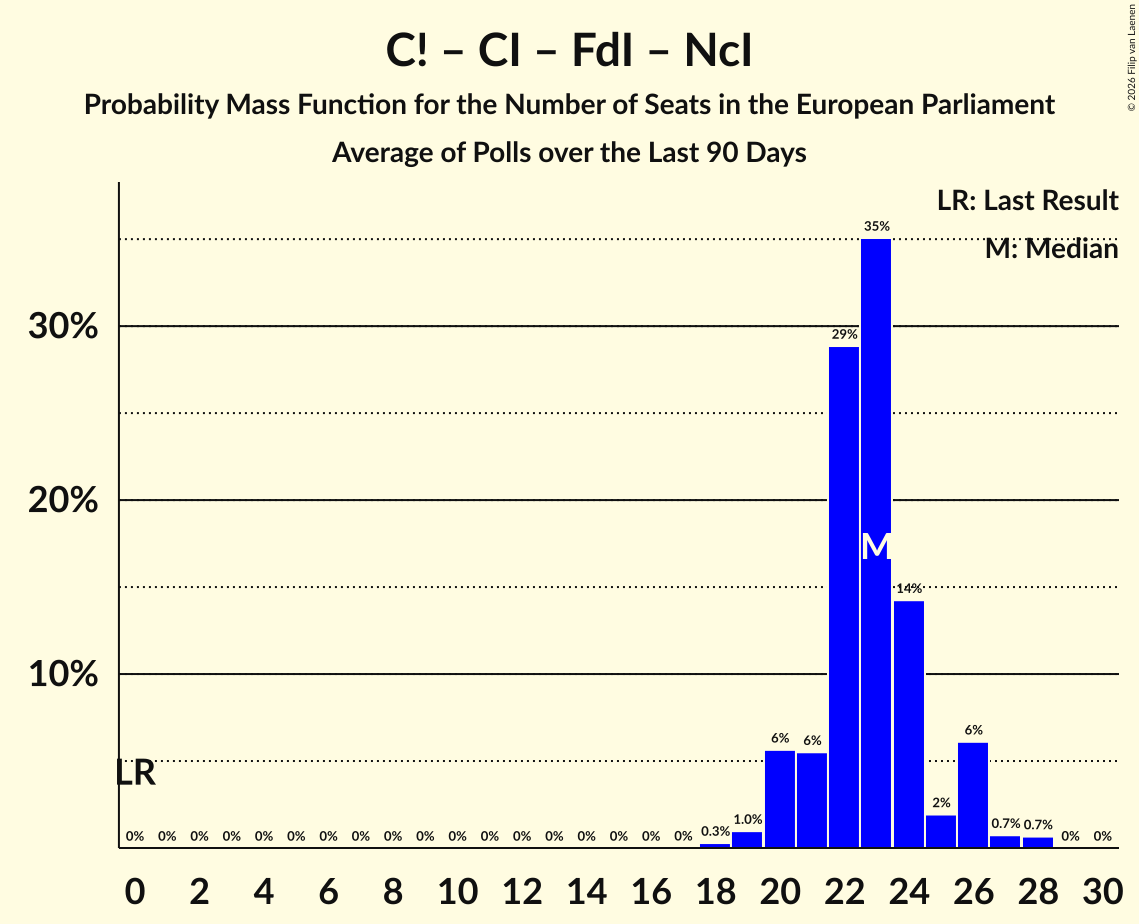 C! – CI – FdI – NcI
Probability Mass Function for the Number of Seats in the European Parliament
Average of Polls over the Last 90 Days
© 2026 Filip van Laenen
LR: Last Result
M: Median
30%
20%
10%
35%
29%
M
14%
6%
6%
6%
2%
1.0%
0.3%
0.7%
0.7%
LR
0% 0% 0% 0% 0% 0% 0% 0% 0% 0% 0% 0% 0% 0% 0% 0% 0% 0% 0% 0%
0 2 4 6 8 10 12 14 16 18 20 22 24 26 28 30